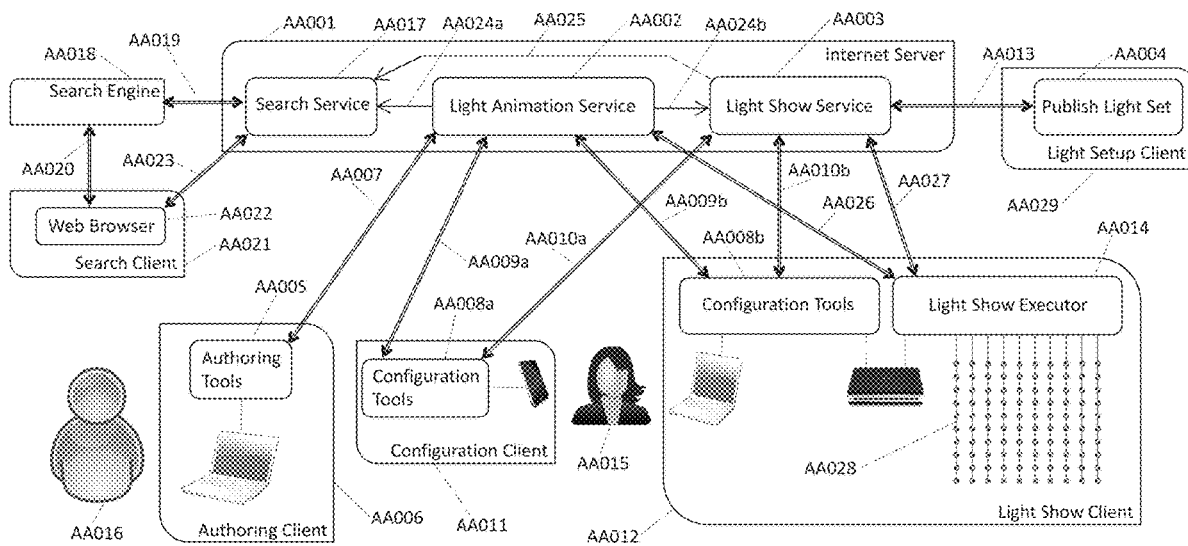 AA001
AA017
AA024a
AA025
AA002
AA024b
AA003
AA019
AA018
AA013
AA004
Internet Server
Search Engine
Search Service
Light Animation Service
Light Show Service
Publish Light Set
Light Setup Client
AA020
AA023
AA007
AA010b
AA027
AA029
AA022
Web Browser
AA009b
AA026
AA021
Search Client
AA010a
AA008b
AA014
AA009a
AA005
AA008a
Configuration Tools
Light Show Executor
Authoring
Tools
Configuration
Tools
Configuration Client
AA015
AA028
AA016
Authoring Client
AA006
AA011
AA012
Light Show Client